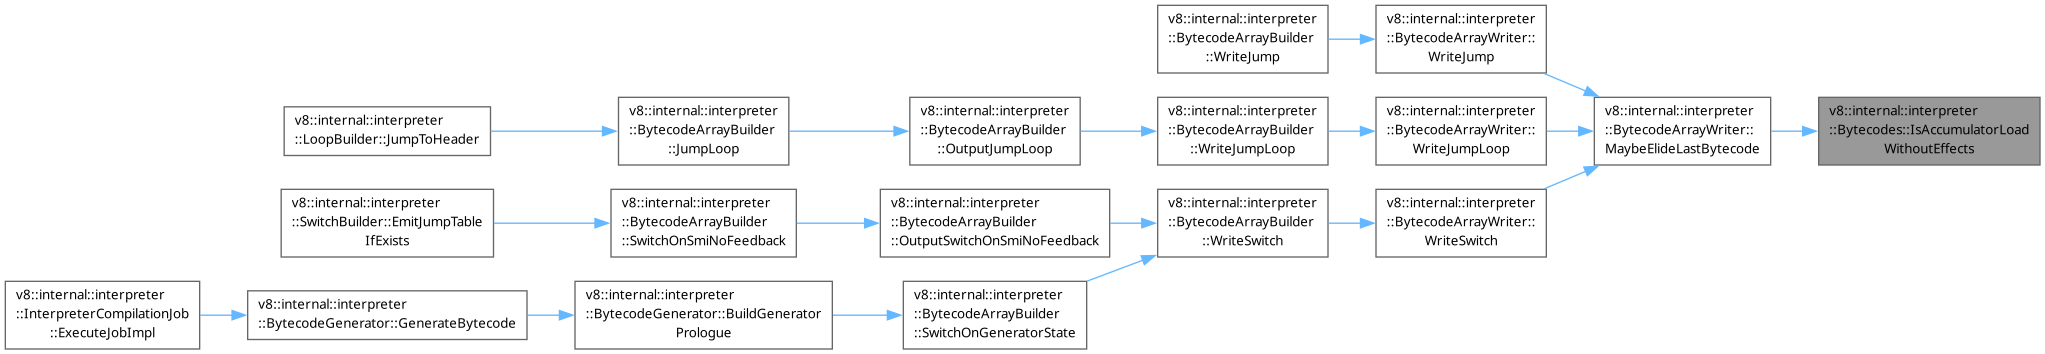 v8::internal::interpreter
::BytecodeArrayBuilder
::WriteJump
v8::internal::interpreter
::BytecodeArrayWriter::
WriteJump
v8::internal::interpreter
::LoopBuilder::JumpToHeader
v8::internal::interpreter
::BytecodeArrayBuilder
::JumpLoop
v8::internal::interpreter
::BytecodeArrayBuilder
::OutputJumpLoop
v8::internal::interpreter
::BytecodeArrayBuilder
::WriteJumpLoop
v8::internal::interpreter
::BytecodeArrayWriter::
WriteJumpLoop
v8::internal::interpreter
::BytecodeArrayWriter::
MaybeElideLastBytecode
v8::internal::interpreter
::Bytecodes::IsAccumulatorLoad
WithoutEffects
v8::internal::interpreter
::SwitchBuilder::EmitJumpTable
IfExists
v8::internal::interpreter
::BytecodeArrayBuilder
::SwitchOnSmiNoFeedback
v8::internal::interpreter
::BytecodeArrayBuilder
::OutputSwitchOnSmiNoFeedback
v8::internal::interpreter
::BytecodeArrayBuilder
::WriteSwitch
v8::internal::interpreter
::BytecodeArrayWriter::
WriteSwitch
v8::internal::interpreter
::InterpreterCompilationJob
::ExecuteJobImpl
v8::internal::interpreter
::BytecodeGenerator::GenerateBytecode
v8::internal::interpreter
::BytecodeGenerator::BuildGenerator
Prologue
v8::internal::interpreter
::BytecodeArrayBuilder
::SwitchOnGeneratorState